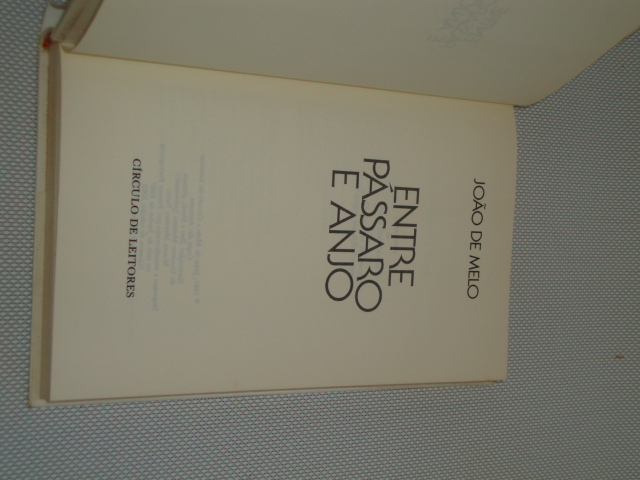 JOÃO DE MELO
ENTRE
PÁSSARO
E ANJO
CÍRCULO DE LEITORES